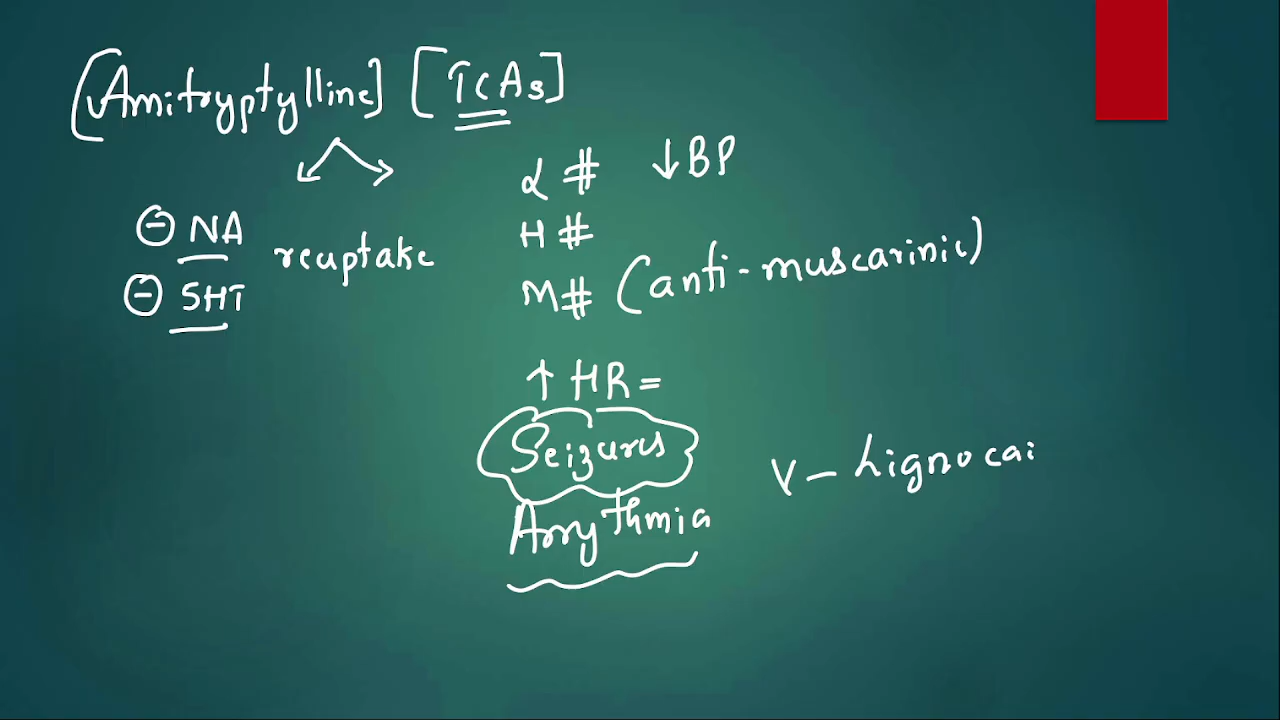 [Amitryptylline] [TCAs]
⊖ NA
⊖ 5HT
reuptake
α # ↓BP
H #
M # (anti-muscarinic)
↑ HR =
Seizures
Arrythmia
V – Lignocai